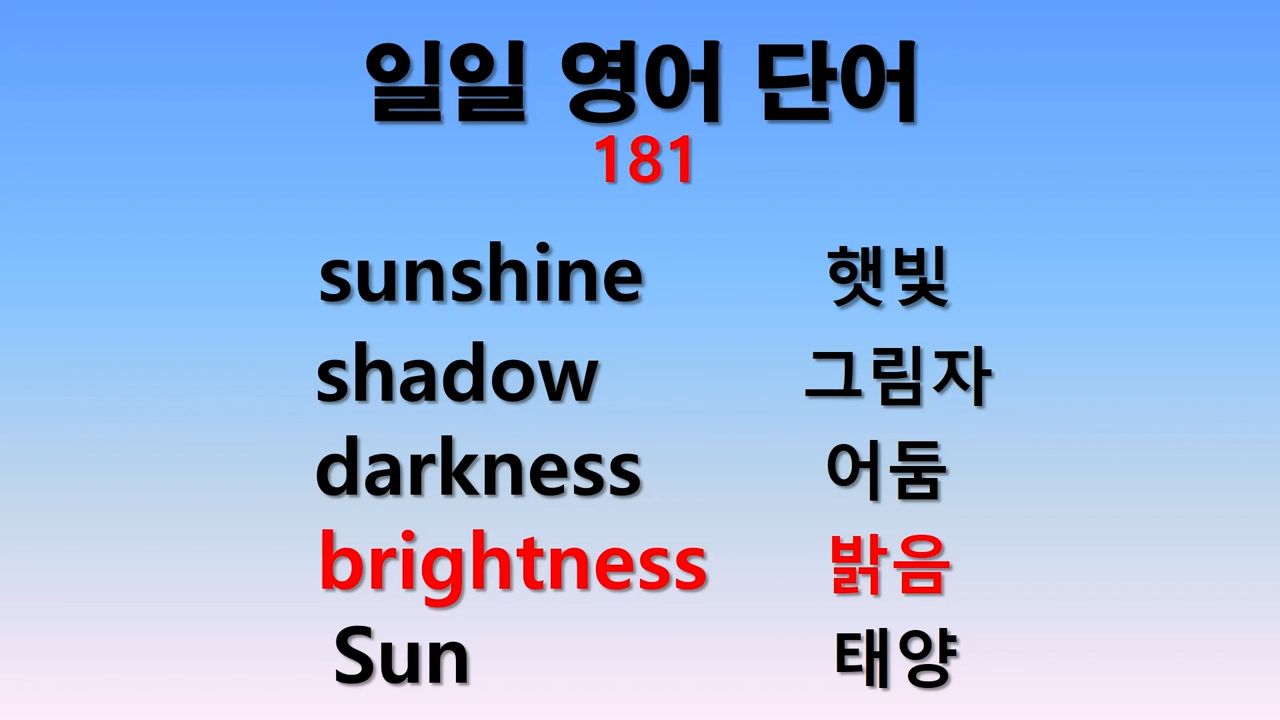 일일 영어 단어
181
sunshine 햇빛
shadow 그림자
darkness 어둠
brightness 밝음
Sun 태양